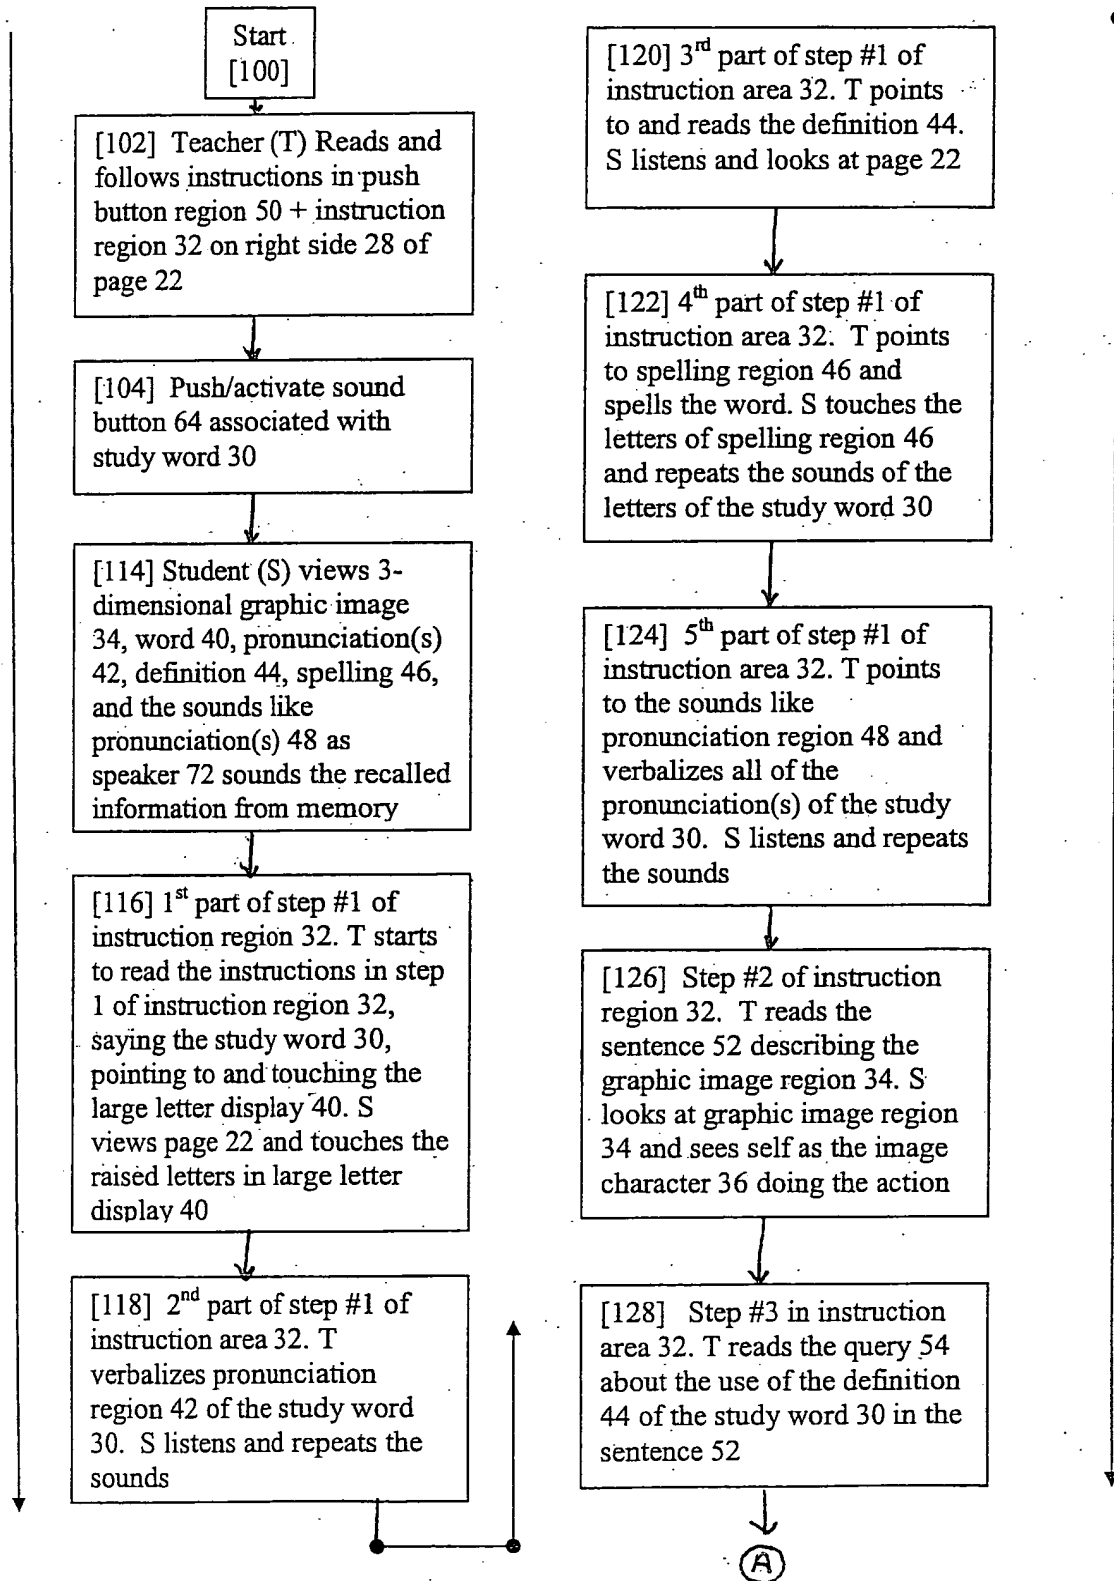 Start
[100]
[102] Teacher (T) Reads and
follows instructions in push
button region 50 + instruction
region 32 on right side 28 of
page 22
[104] Push/activate sound
button 64 associated with
study word 30
[114] Student (S) views 3-
dimensional graphic image
34, word 40, pronunciation(s)
42, definition 44, spelling 46,
and the sounds like
pronunciation(s) 48 as
speaker 72 sounds the recalled
information from memory
[116] 1st part of step #1 of
instruction region 32. T starts
to read the instructions in step
1 of instruction region 32,
saying the study word 30,
pointing to and touching the
large letter display 40. S
views page 22 and touches the
raised letters in large letter
display 40
[118] 2nd part of step #1 of
instruction area 32. T
verbalizes pronunciation
region 42 of the study word
30. S listens and repeats the
sounds
[120] 3rd part of step #1 of
instruction area 32. T points
to and reads the definition 44.
S listens and looks at page 22
[122] 4th part of step #1 of
instruction area 32. T points
to spelling region 46 and
spells the word. S touches the
letters of spelling region 46
and repeats the sounds of the
letters of the study word 30
[124] 5th part of step #1 of
instruction area 32. T points
to the sounds like
pronunciation region 48 and
verbalizes all of the
pronunciation(s) of the study
word 30. S listens and repeats
the sounds
[126] Step #2 of instruction
region 32. T reads the
sentence 52 describing the
graphic image region 34. S
looks at graphic image region
34 and sees self as the image
character 36 doing the action
[128] Step #3 in instruction
area 32. T reads the query 54
about the use of the definition
44 of the study word 30 in the
sentence 52
A